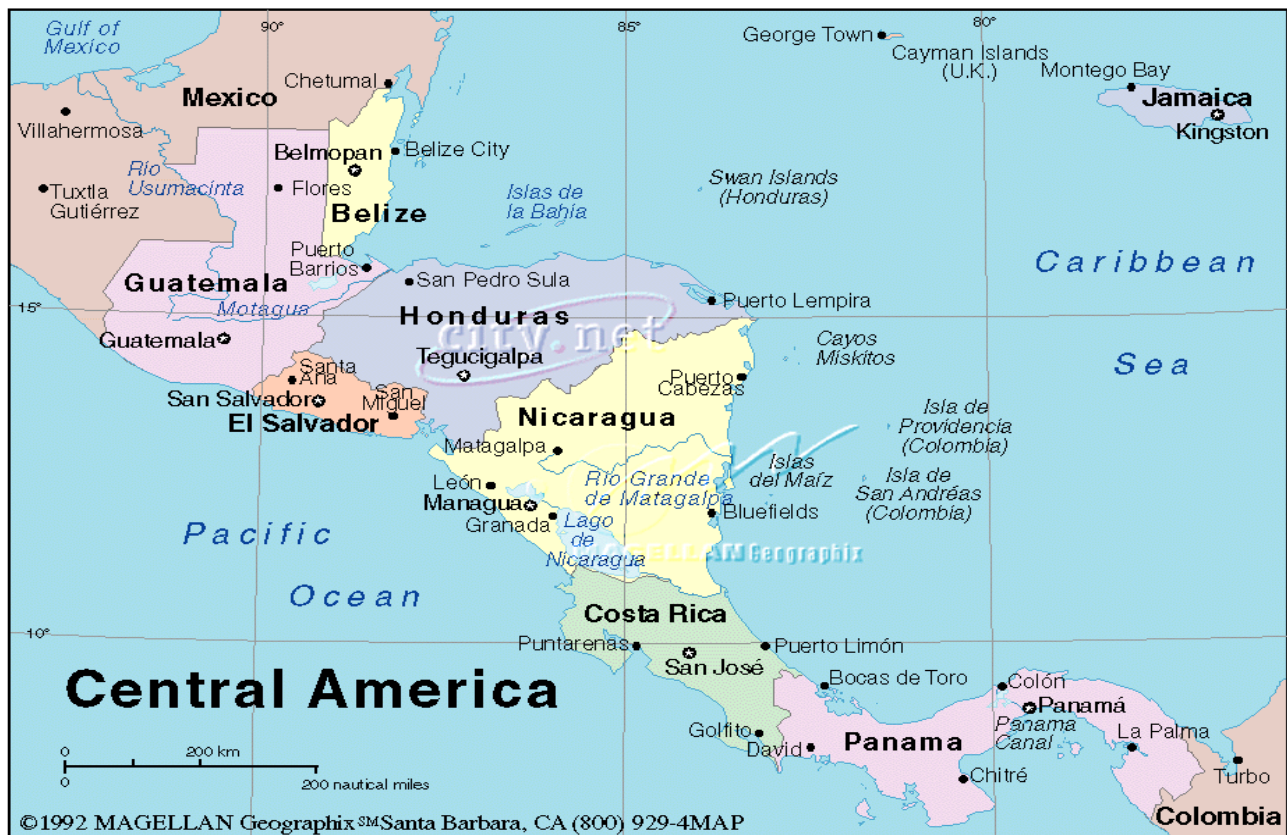 Gulf of
Mexico
90°
85°
80°
George Town
Cayman Islands
(U.K.)
Chetumal
Montego Bay
Mexico
Jamaica
Villahermosa
Kingston
Belmopan
Belize City
Río
Usumacinta
Tuxtla
Gutiérrez
Flores
Islas de
la Bahía
Swan Islands
(Honduras)
Belize
Puerto
Barrios
Caribbean
Guatemala
San Pedro Sula
Motagua
Puerto Lempira
15°
Honduras
city.net
Guatemala
Tegucigalpa
Cayos
Miskitos
Sea
Santa
Ana
Puerto
Cabezas
San Salvador
San
Miguel
El Salvador
Nicaragua
Isla de
Providencia
(Colombia)
Matagalpa
Islas
del Maíz
Río Grande
de Matagalpa
Isla de
San Andréas
(Colombia)
León
Managua
Granada
Bluefields
Lago
de
Nicaragua
Pacific
MAGELLAN Geographix
Ocean
Costa Rica
10°
Puntarenas
Puerto Limón
San José
Central America
Bocas de Toro
Colón
Panamá
Panama
Canal
Golfito
David
Panama
La Palma
0 200 km
0 200 nautical miles
Chitré
Turbo
Colombia
©1992 MAGELLAN Geographix SM Santa Barbara, CA (800) 929-4MAP